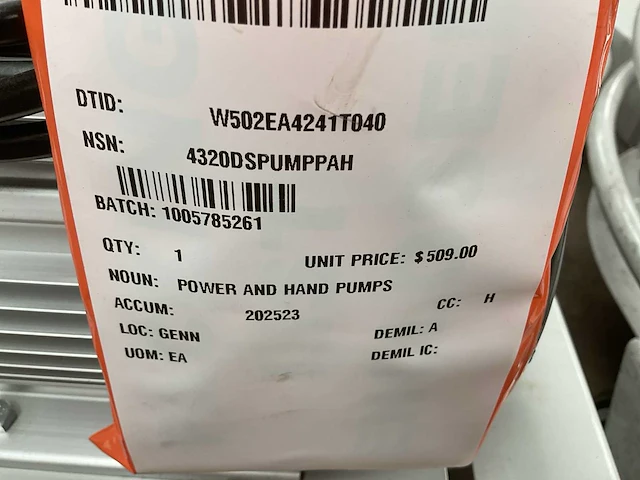 DTID: W502EA4241T040
NSN: 4320DSPUMPPAH
BATCH: 1005785261
QTY: 1 UNIT PRICE: $509.00
NOUN: POWER AND HAND PUMPS
ACCUM: 202523 CC: H
LOC: GENN DEMIL: A
UOM: EA DEMIL IC: